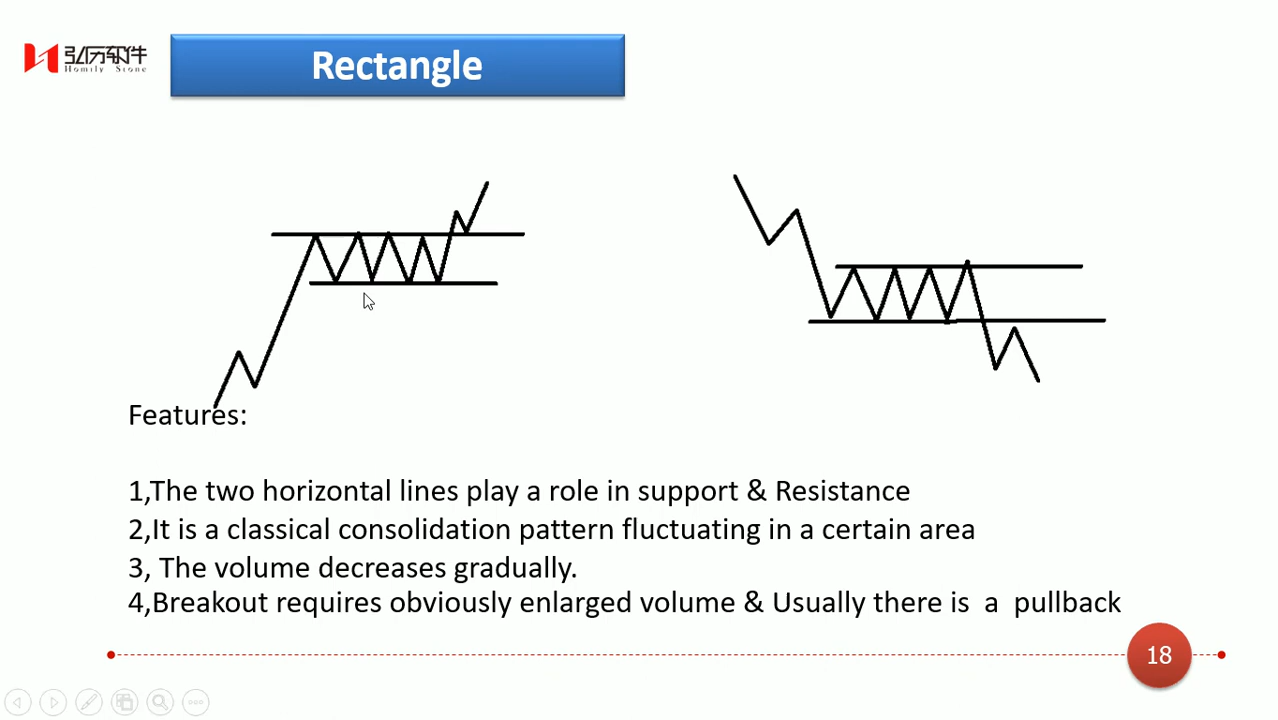 弘历软件
Homily Stone
Rectangle
Features:
1,The two horizontal lines play a role in support & Resistance
2,It is a classical consolidation pattern fluctuating in a certain area
3, The volume decreases gradually.
4,Breakout requires obviously enlarged volume & Usually there is a pullback
18